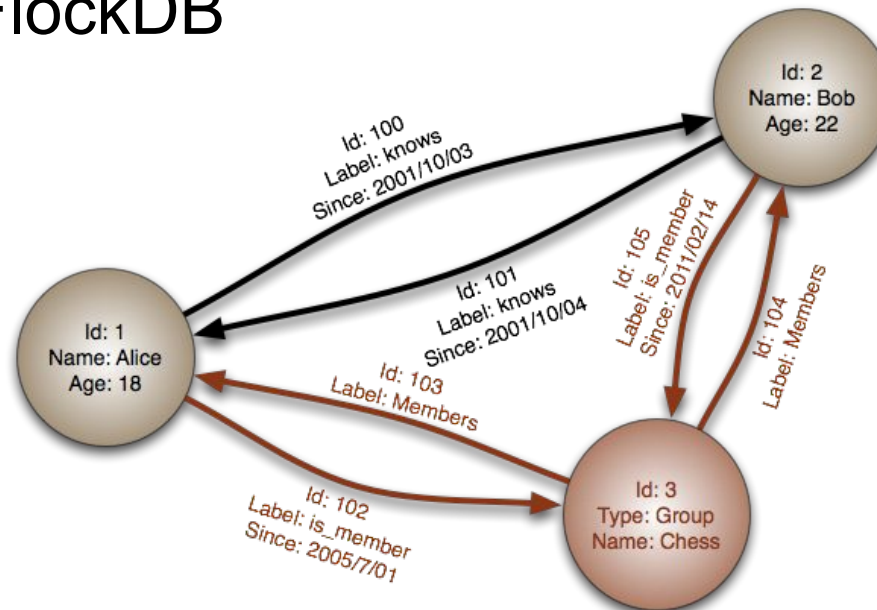 FlockDB
Id: 2
Name: Bob
Age: 22
Id: 100
Label: knows
Since: 2001/10/03
Id: 101
Label: knows
Since: 2001/10/04
Id: 105
Label: is_member
Since: 2011/02/14
Id: 104
Label: Members
Id: 1
Name: Alice
Age: 18
Id: 103
Label: Members
Id: 102
Label: is_member
Since: 2005/7/01
Id: 3
Type: Group
Name: Chess